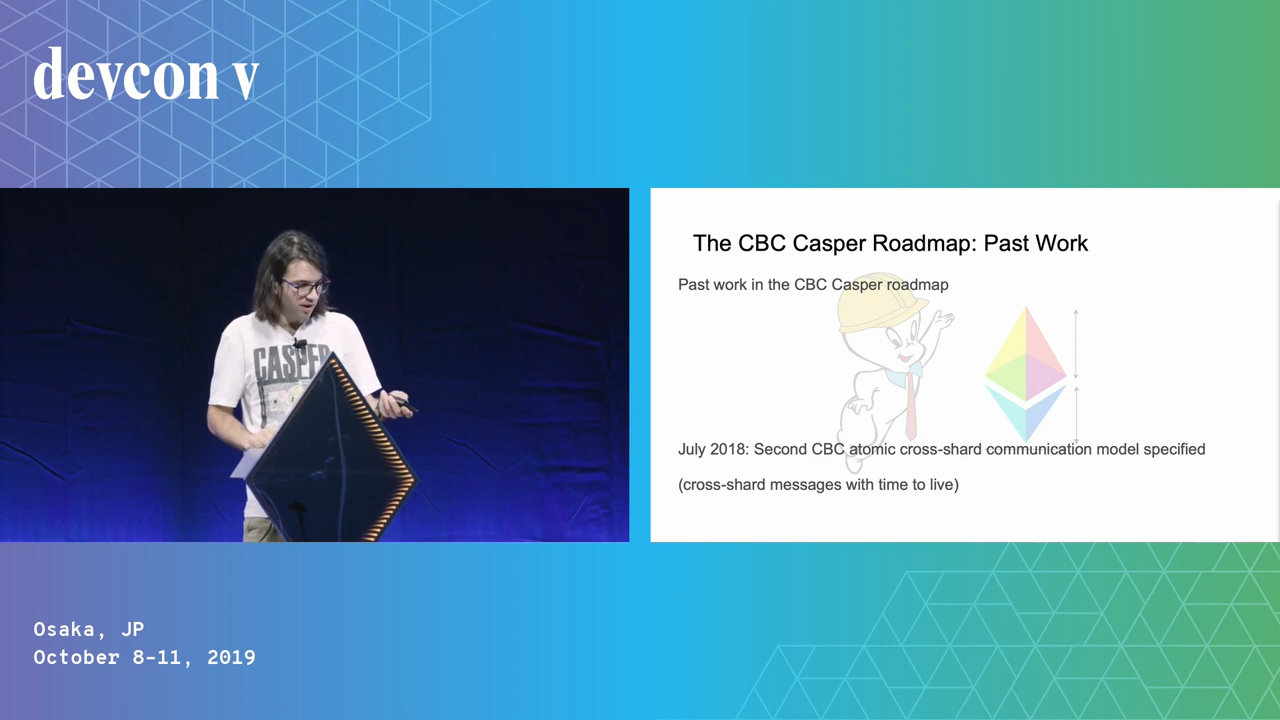 devcon v
CASPER
The CBC Casper Roadmap: Past Work
Past work in the CBC Casper roadmap
July 2018: Second CBC atomic cross-shard communication model specified
(cross-shard messages with time to live)
Osaka, JP
October 8-11, 2019